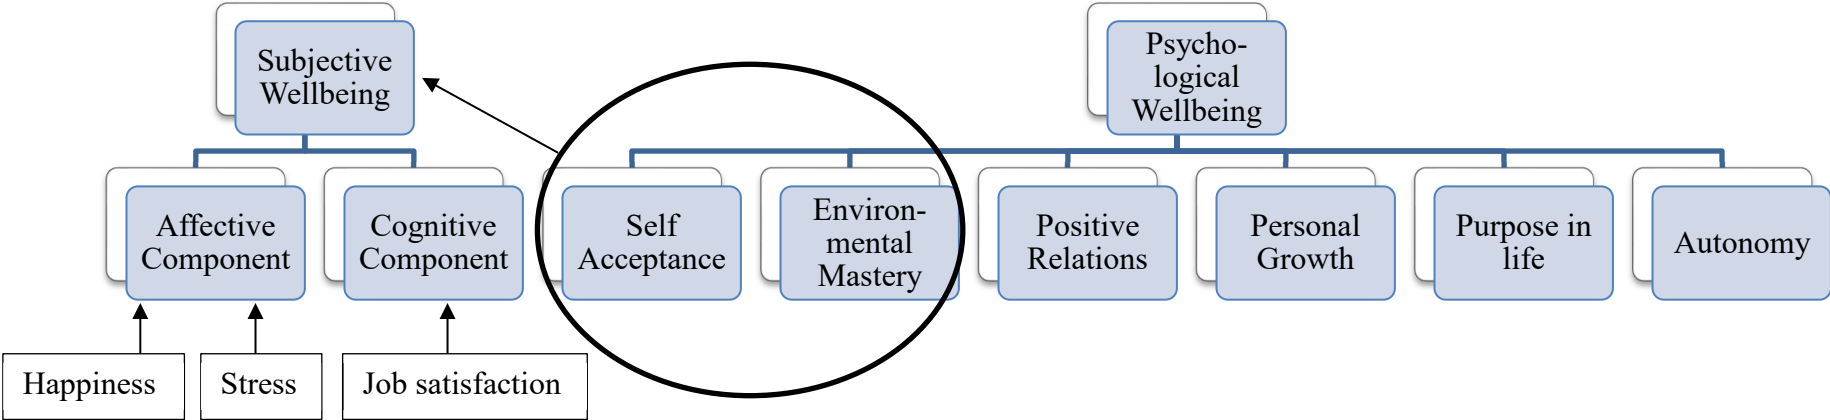 Subjective
Wellbeing
Psycho-
logical
Wellbeing
Affective
Component
Cognitive
Component
Self
Acceptance
Environ-
mental
Mastery
Positive
Relations
Personal
Growth
Purpose in
life
Autonomy
Happiness
Stress
Job satisfaction